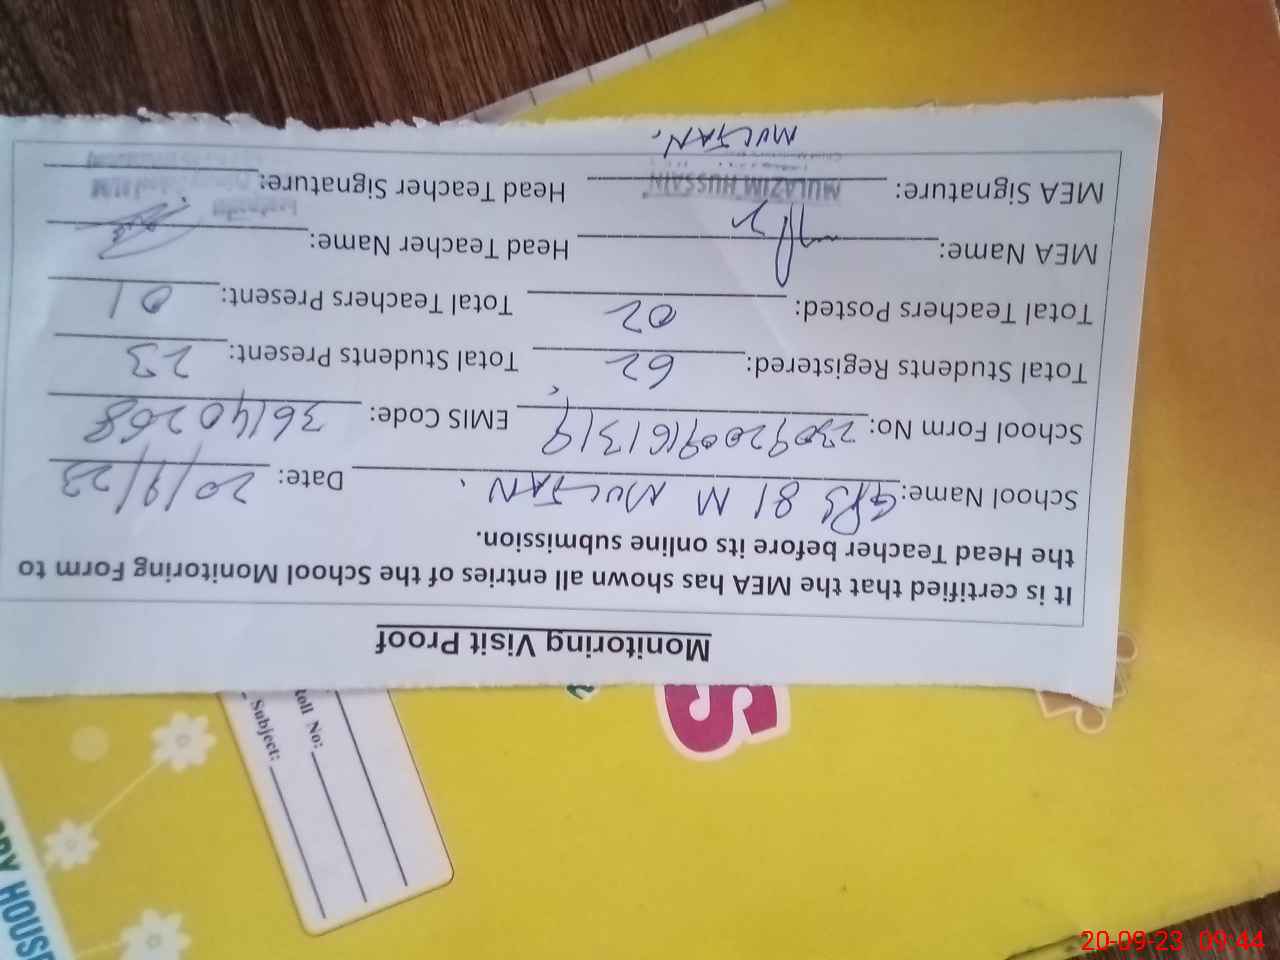 Monitoring Visit Proof
It is certified that the MEA has shown all entries of the School Monitoring Form to
the Head Teacher before its online submission.
School Name: GPS 81 M MULTAN. Date: 20/9/23
School Form No: 23092009161319 EMIS Code: 36140268
Total Students Registered: 62 Total Students Present: 23
Total Teachers Posted: 02 Total Teachers Present: 01
MEA Name: Head Teacher Name:
MEA Signature: MULAZIM HUSSAIN Head Teacher Signature:
MULTAN.
S
Roll No:
Subject:
HOUSE
20-09-23 09:44